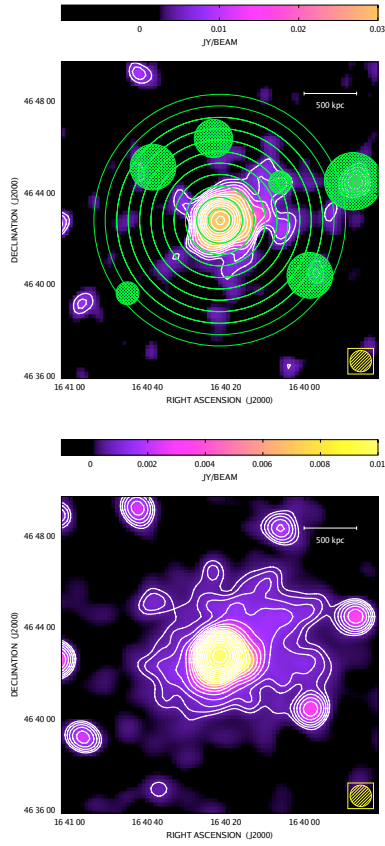 0 0.01 0.02 0.03
JY/BEAM
46 48 00
500 kpc
46 44 00
DECLINATION (J2000)
46 40 00
46 36 00
16 41 00 16 40 40 16 40 20 16 40 00
RIGHT ASCENSION (J2000)
0 0.002 0.004 0.006 0.008 0.01
JY/BEAM
46 48 00
500 kpc
46 44 00
DECLINATION (J2000)
46 40 00
46 36 00
16 41 00 16 40 40 16 40 20 16 40 00
RIGHT ASCENSION (J2000)